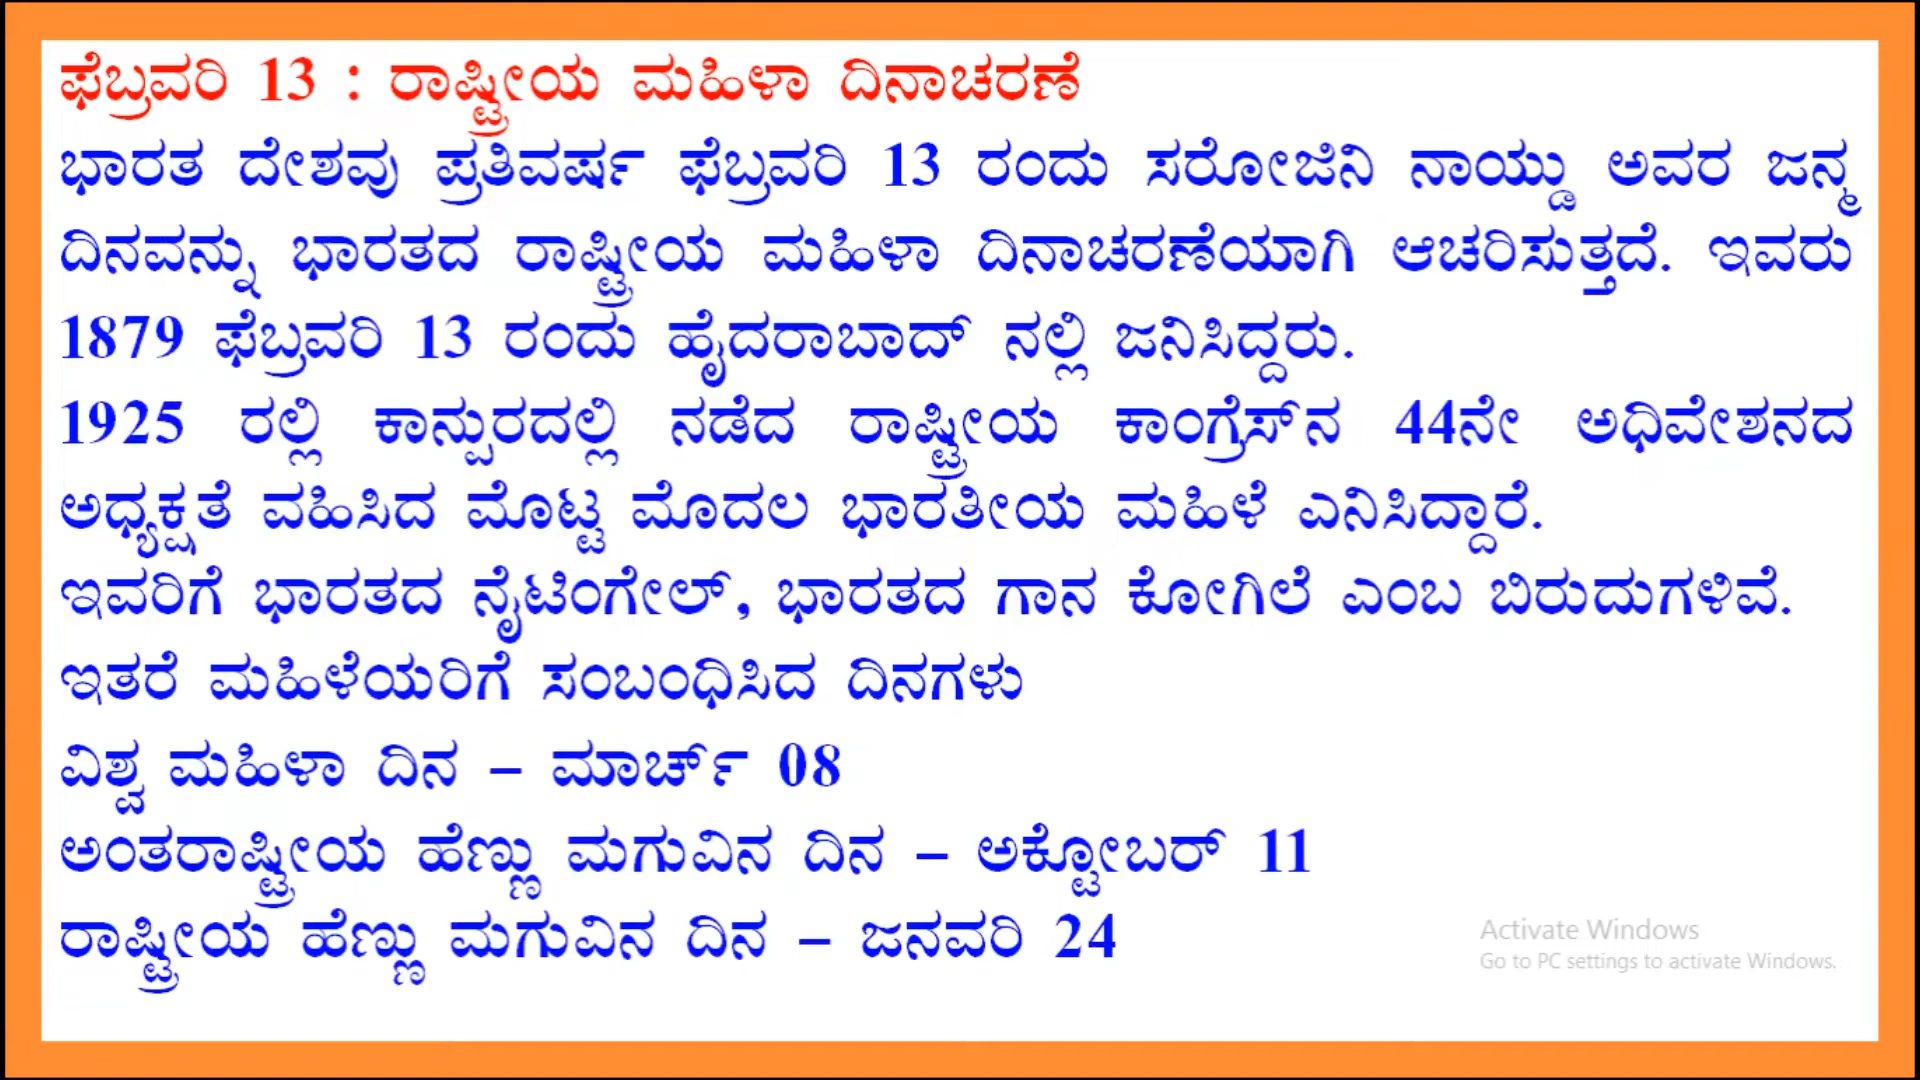 ಫೆಬ್ರವರಿ 13 : ರಾಷ್ಟ್ರೀಯ ಮಹಿಳಾ ದಿನಾಚರಣೆ
ಭಾರತ ದೇಶವು ಪ್ರತಿವರ್ಷ ಫೆಬ್ರವರಿ 13 ರಂದು ಸರೋಜಿನಿ ನಾಯ್ಡು ಅವರ ಜನ್ಮ
ದಿನವನ್ನು ಭಾರತದ ರಾಷ್ಟ್ರೀಯ ಮಹಿಳಾ ದಿನಾಚರಣೆಯಾಗಿ ಆಚರಿಸುತ್ತದೆ. ಇವರು
1879 ಫೆಬ್ರವರಿ 13 ರಂದು ಹೈದರಾಬಾದ್ ನಲ್ಲಿ ಜನಿಸಿದ್ದರು.
1925 ರಲ್ಲಿ ಕಾನ್ಪುರದಲ್ಲಿ ನಡೆದ ರಾಷ್ಟ್ರೀಯ ಕಾಂಗ್ರೆಸ್‌ನ 44ನೇ ಅಧಿವೇಶನದ
ಅಧ್ಯಕ್ಷತೆ ವಹಿಸಿದ ಮೊಟ್ಟ ಮೊದಲ ಭಾರತೀಯ ಮಹಿಳೆ ಎನಿಸಿದ್ದಾರೆ.
ಇವರಿಗೆ ಭಾರತದ ನೈಟಿಂಗೇಲ್, ಭಾರತದ ಗಾನ ಕೋಗಿಲೆ ಎಂಬ ಬಿರುದುಗಳಿವೆ.
ಇತರೆ ಮಹಿಳೆಯರಿಗೆ ಸಂಬಂಧಿಸಿದ ದಿನಗಳು
ವಿಶ್ವ ಮಹಿಳಾ ದಿನ – ಮಾರ್ಚ್ 08
ಅಂತರಾಷ್ಟ್ರೀಯ ಹೆಣ್ಣು ಮಗುವಿನ ದಿನ – ಅಕ್ಟೋಬರ್ 11
ರಾಷ್ಟ್ರೀಯ ಹೆಣ್ಣು ಮಗುವಿನ ದಿನ – ಜನವರಿ 24
Activate Windows
Go to PC settings to activate Windows.